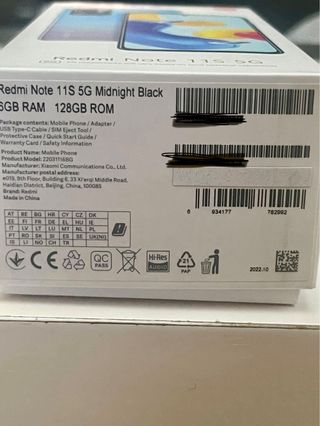 Redmi Note 11S 5G
Redmi Note 11S 5G Midnight Black
6GB RAM 128GB ROM
Package contents: Mobile Phone / Adapter /
USB Type-C Cable / SIM Eject Tool /
Protective Case / Quick Start Guide /
Warranty Card / Safety Information
Product Name: Mobile Phone
Product Model: 22031116BG
Manufacturer: Xiaomi Communications Co., Ltd.
Manufacturer postal address:
#019, 9th Floor, Building 6, 33 Xi'erqi Middle Road,
Haidian District, Beijing, China, 100085
Brand: Redmi
Made in China
0 934177 782992
AT BE BG HR CY CZ DK
EE FI FR DE EL HU IE
IT LV LT LU MT NL PL
PT RO SK SI ES SE UK(NI)
IS LI NO CH TR
CE
QC
PASS
Hi-Res
AUDIO
21
PAP
2022.10